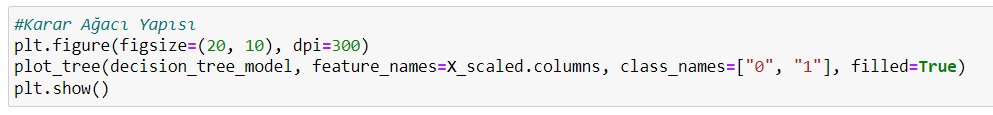 #Karar Ağacı Yapısı
plt.figure(figsize=(20, 10), dpi=300)
plot_tree(decision_tree_model, feature_names=X_scaled.columns, class_names=["0", "1"], filled=True)
plt.show()